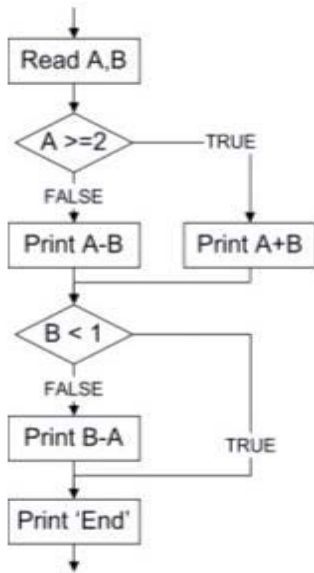 Read A,B
A >=2
TRUE
FALSE
Print A-B
Print A+B
B < 1
FALSE
Print B-A
TRUE
Print ‘End’